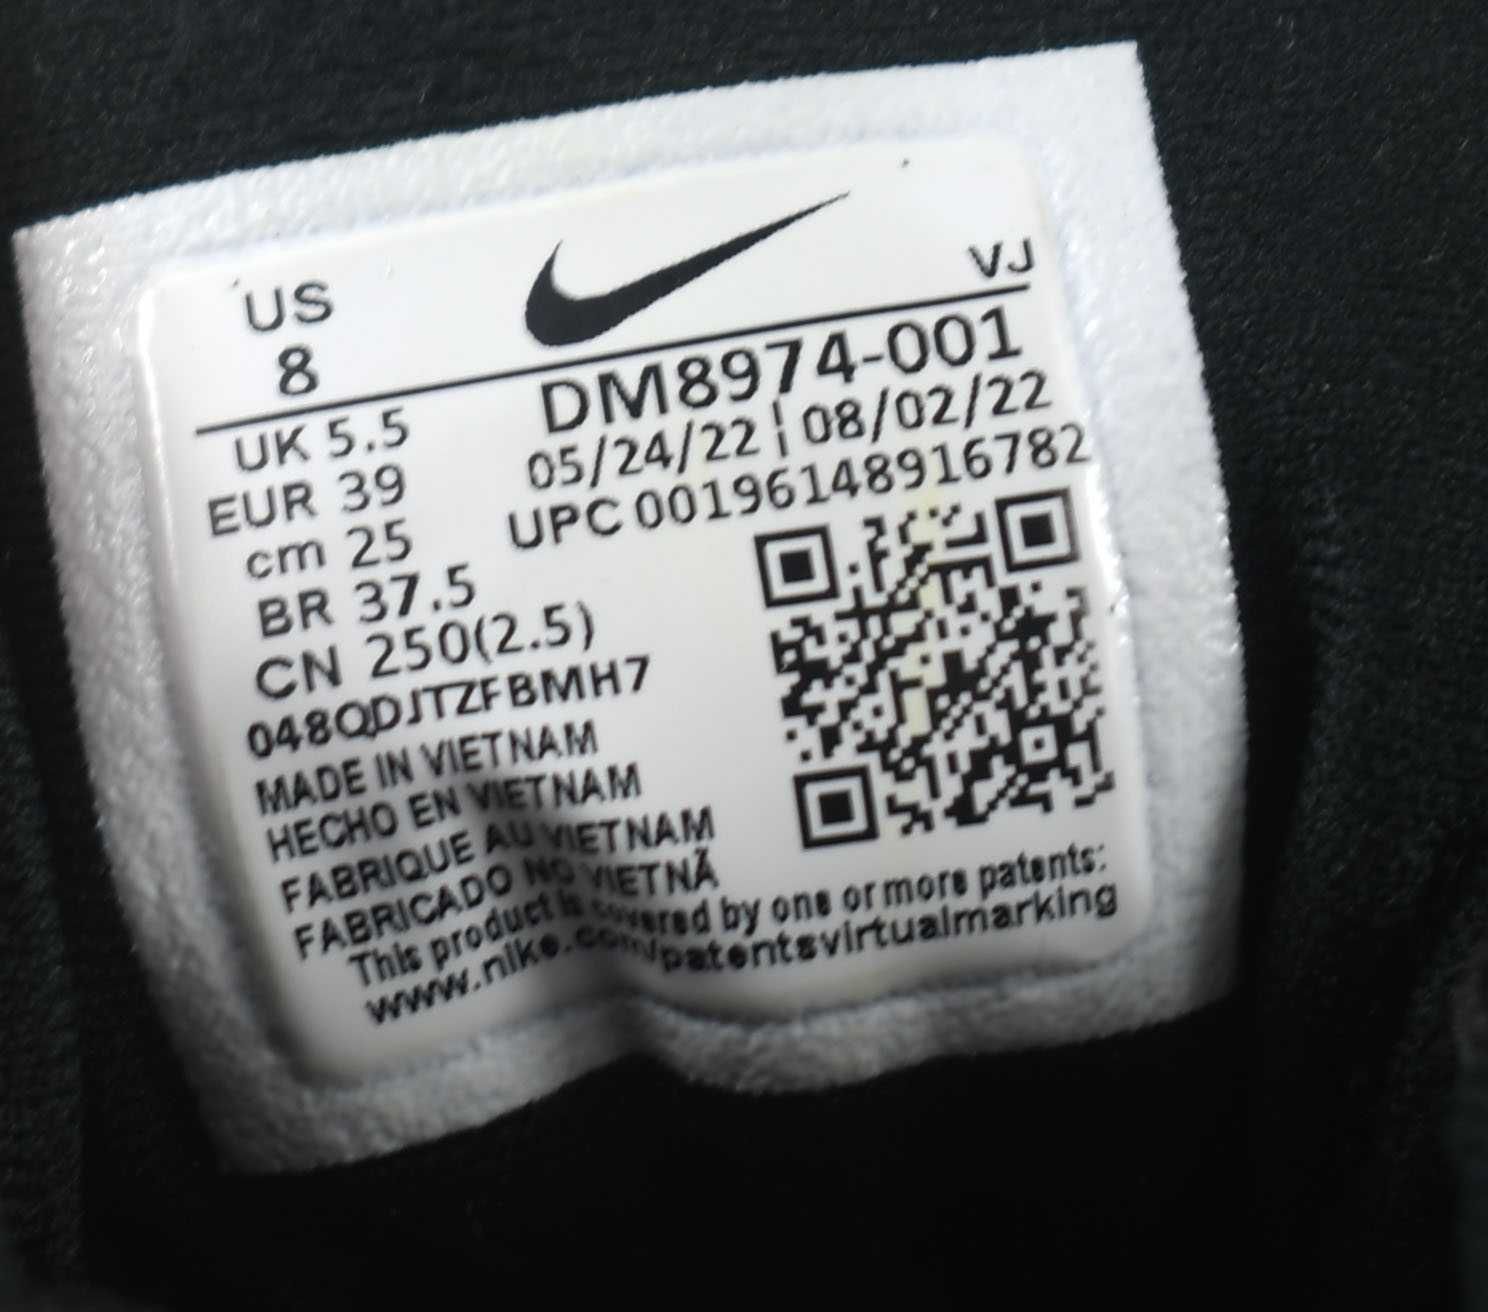 VJ
US
8
DM8974-001
UK 5.5
05/24/22 ¦ 08/02/22
EUR 39
UPC 00196148916782
cm 25
BR 37.5
CN 250(2.5)
048QDJTZFBMH7
MADE IN VIETNAM
HECHO EN VIETNAM
FABRIQUE AU VIETNAM
FABRICADO NO VIETNÃ
This product is covered by one or more patents:
www.nike.com/patentsvirtualmarking